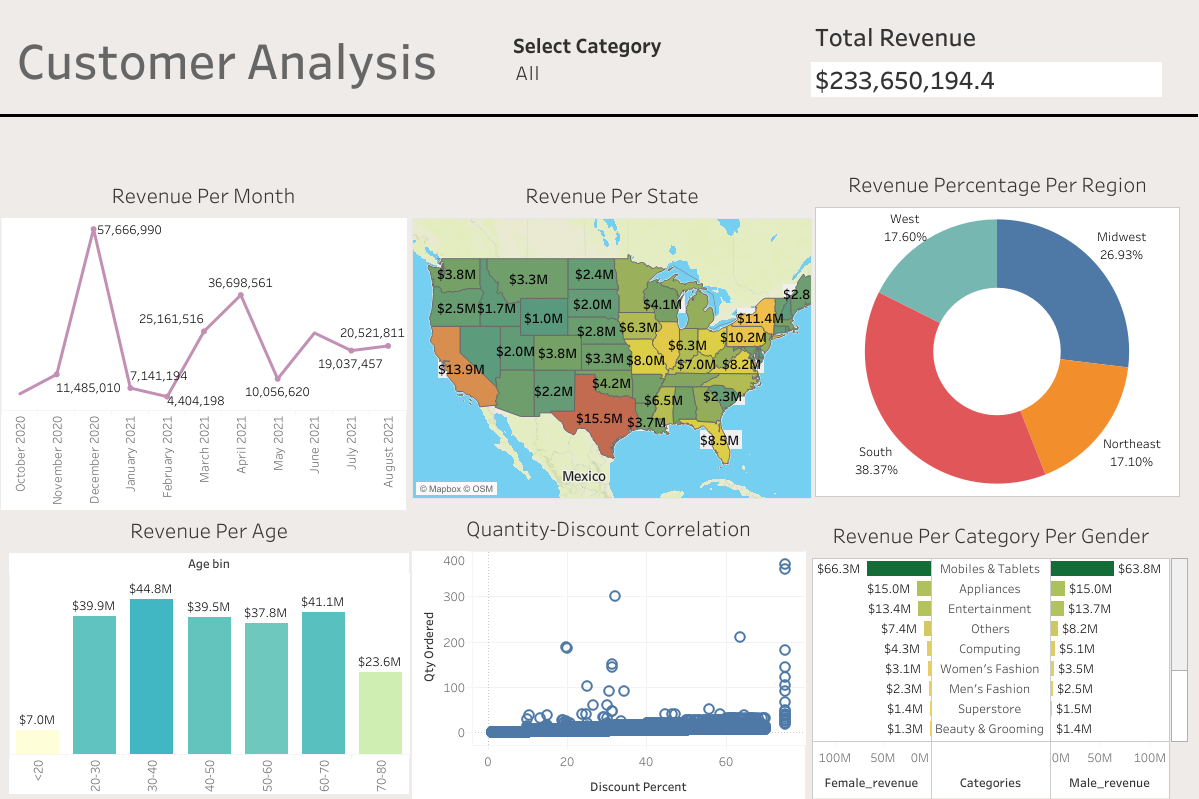 Customer Analysis
Select Category
All
Total Revenue
$233,650,194.4
Revenue Per Month
57,666,990
36,698,561
25,161,516
20,521,811
19,037,457
11,485,010
7,141,194
4,404,198
10,056,620
October 2020
November 2020
December 2020
January 2021
February 2021
March 2021
April 2021
May 2021
June 2021
July 2021
August 2021
Revenue Per State
$3.8M
$3.3M
$2.4M
$2.8
$2.5M
$1.7M
$1.0M
$2.0M
$4.1M
$11.4M
$2.8M
$6.3M
$10.2M
$13.9M
$2.0M
$3.8M
$3.3M
$8.0M
$6.3M
$7.0M
$8.2M
$2.2M
$4.2M
$6.5M
$2.3M
$15.5M
$3.7M
$8.5M
Mexico
© Mapbox © OSM
Revenue Percentage Per Region
West
17.60%
Midwest
26.93%
South
38.37%
Northeast
17.10%
Revenue Per Age
Age bin
$7.0M
$39.9M
$44.8M
$39.5M
$37.8M
$41.1M
$23.6M
<20
20-30
30-40
40-50
50-60
60-70
70-80
Quantity-Discount Correlation
Qty Ordered
400
300
200
100
0
0
20
40
60
Discount Percent
Revenue Per Category Per Gender
$66.3M Mobiles & Tablets $63.8M
$15.0M Appliances $15.0M
$13.4M Entertainment $13.7M
$7.4M Others $8.2M
$4.3M Computing $5.1M
$3.1M Women's Fashion $3.5M
$2.3M Men's Fashion $2.5M
$1.4M Superstore $1.5M
$1.3M Beauty & Grooming $1.4M
100M 50M 0M 0M 50M 100M
Female_revenue Categories Male_revenue